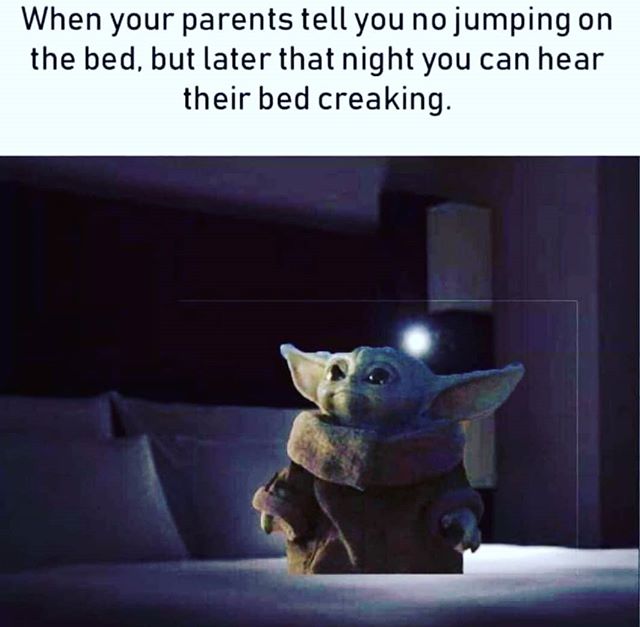 When your parents tell you no jumping on
the bed, but later that night you can hear
their bed creaking.